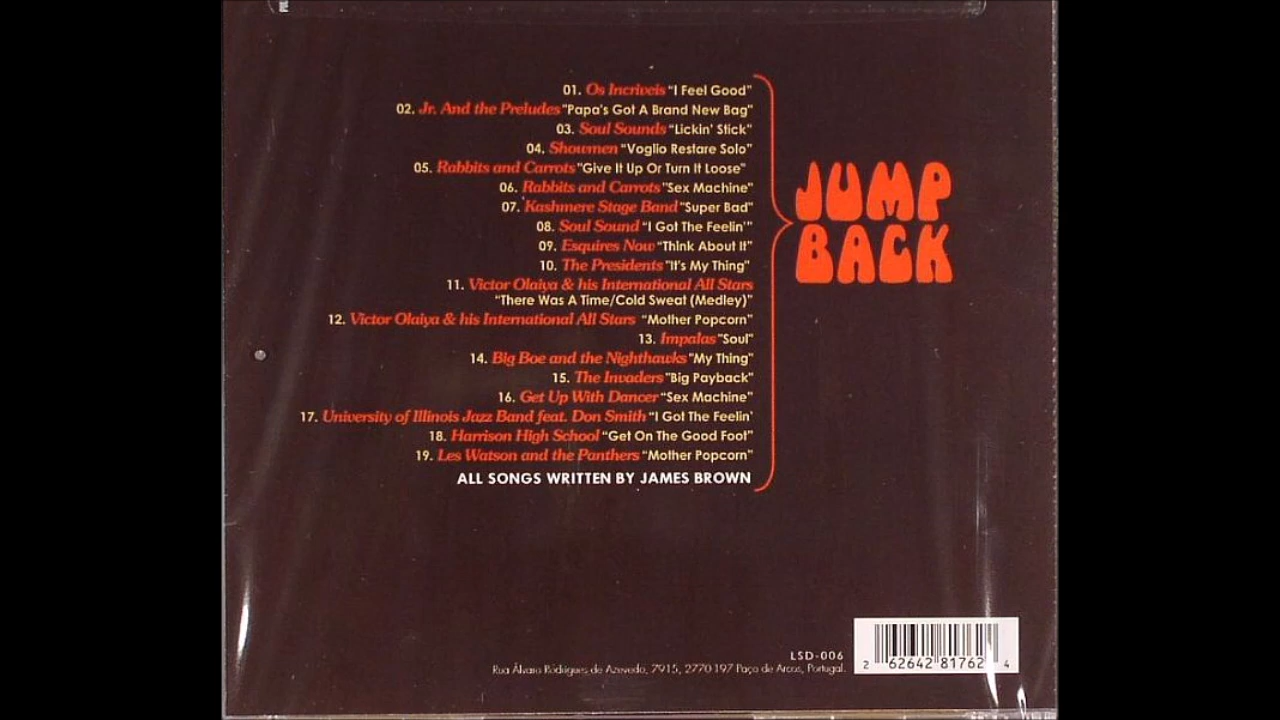 01. Os Incriveis "I Feel Good"
02. Jr. And the Preludes "Papa's Got A Brand New Bag"
03. Soul Sounds "Lickin' Stick"
04. Showmen "Voglio Restare Solo"
05. Rabbits and Carrots "Give It Up Or Turn It Loose"
06. Rabbits and Carrots "Sex Machine"
07. Kashmere Stage Band "Super Bad"
08. Soul Sound "I Got The Feelin'"
09. Esquires Now "Think About It"
10. The Presidents "It's My Thing"
11. Victor Olaiya & his International All Stars
"There Was A Time/Cold Sweat (Medley)"
12. Victor Olaiya & his International All Stars "Mother Popcorn"
13. Impalas "Soul"
14. Big Boe and the Nighthawks "My Thing"
15. The Invaders "Big Payback"
16. Get Up With Dancer "Sex Machine"
17. University of Illinois Jazz Band feat. Don Smith "I Got The Feelin'
18. Harrison High School "Get On The Good Foot"
19. Les Watson and the Panthers "Mother Popcorn"
ALL SONGS WRITTEN BY JAMES BROWN
JUMP
BACK
LSD-006
Rua Álvaro Rodrigues de Azevedo, 7915, 2770-197 Paço de Arcos, Portugal.
2 62642 81762 4